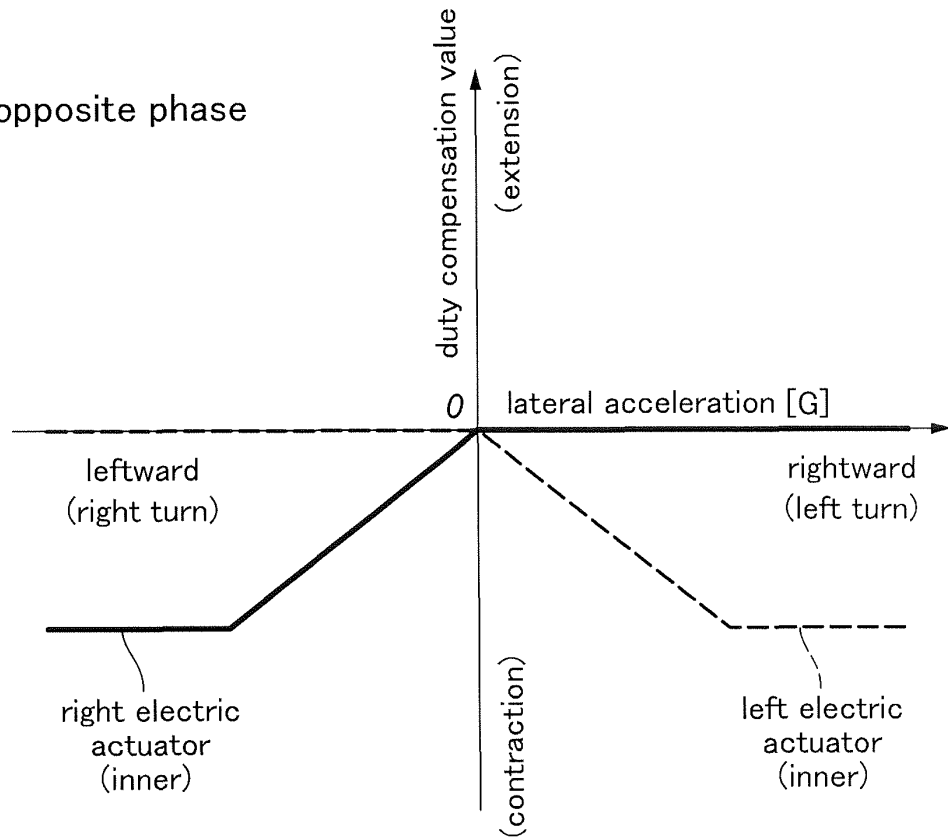 opposite phase
duty compensation value
(extension)
0
lateral acceleration [G]
leftward
(right turn)
rightward
(left turn)
right electric
actuator
(inner)
(contraction)
left electric
actuator
(inner)